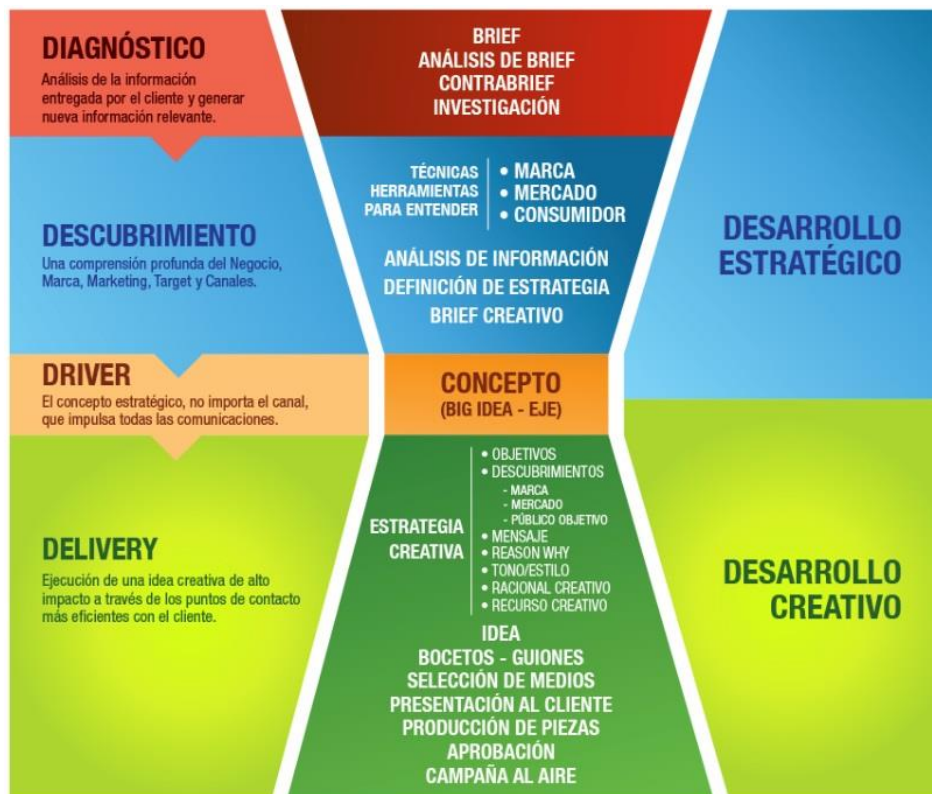 DIAGNÓSTICO
Análisis de la información
entregada por el cliente y generar
nueva información relevante.
BRIEF
ANÁLISIS DE BRIEF
CONTRABRIEF
INVESTIGACIÓN
DESCUBRIMIENTO
Una comprensión profunda del Negocio,
Marca, Marketing, Target y Canales.
TÉCNICAS
HERRAMIENTAS
PARA ENTENDER
• MARCA
• MERCADO
• CONSUMIDOR
ANÁLISIS DE INFORMACIÓN
DEFINICIÓN DE ESTRATEGIA
BRIEF CREATIVO
DESARROLLO
ESTRATÉGICO
DRIVER
El concepto estratégico, no importa el canal,
que impulsa todas las comunicaciones.
CONCEPTO
(BIG IDEA - EJE)
DELIVERY
Ejecución de una idea creativa de alto
impacto a través de los puntos de contacto
más eficientes con el cliente.
ESTRATEGIA
CREATIVA
• OBJETIVOS
• DESCUBRIMIENTOS
- MARCA
- MERCADO
- PÚBLICO OBJETIVO
• MENSAJE
• REASON WHY
• TONO/ESTILO
• RACIONAL CREATIVO
• RECURSO CREATIVO
IDEA
BOCETOS - GUIONES
SELECCIÓN DE MEDIOS
PRESENTACIÓN AL CLIENTE
PRODUCCIÓN DE PIEZAS
APROBACIÓN
CAMPAÑA AL AIRE
DESARROLLO
CREATIVO